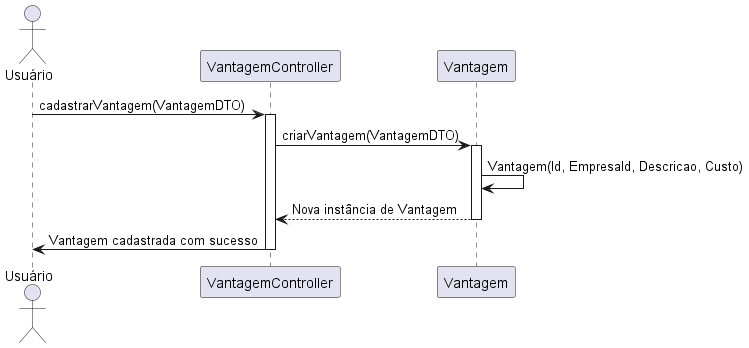 Usuário
VantagemController
Vantagem
cadastrarVantagem(VantagemDTO)
criarVantagem(VantagemDTO)
Vantagem(Id, EmpresaId, Descricao, Custo)
Nova instância de Vantagem
Vantagem cadastrada com sucesso
Usuário
VantagemController
Vantagem